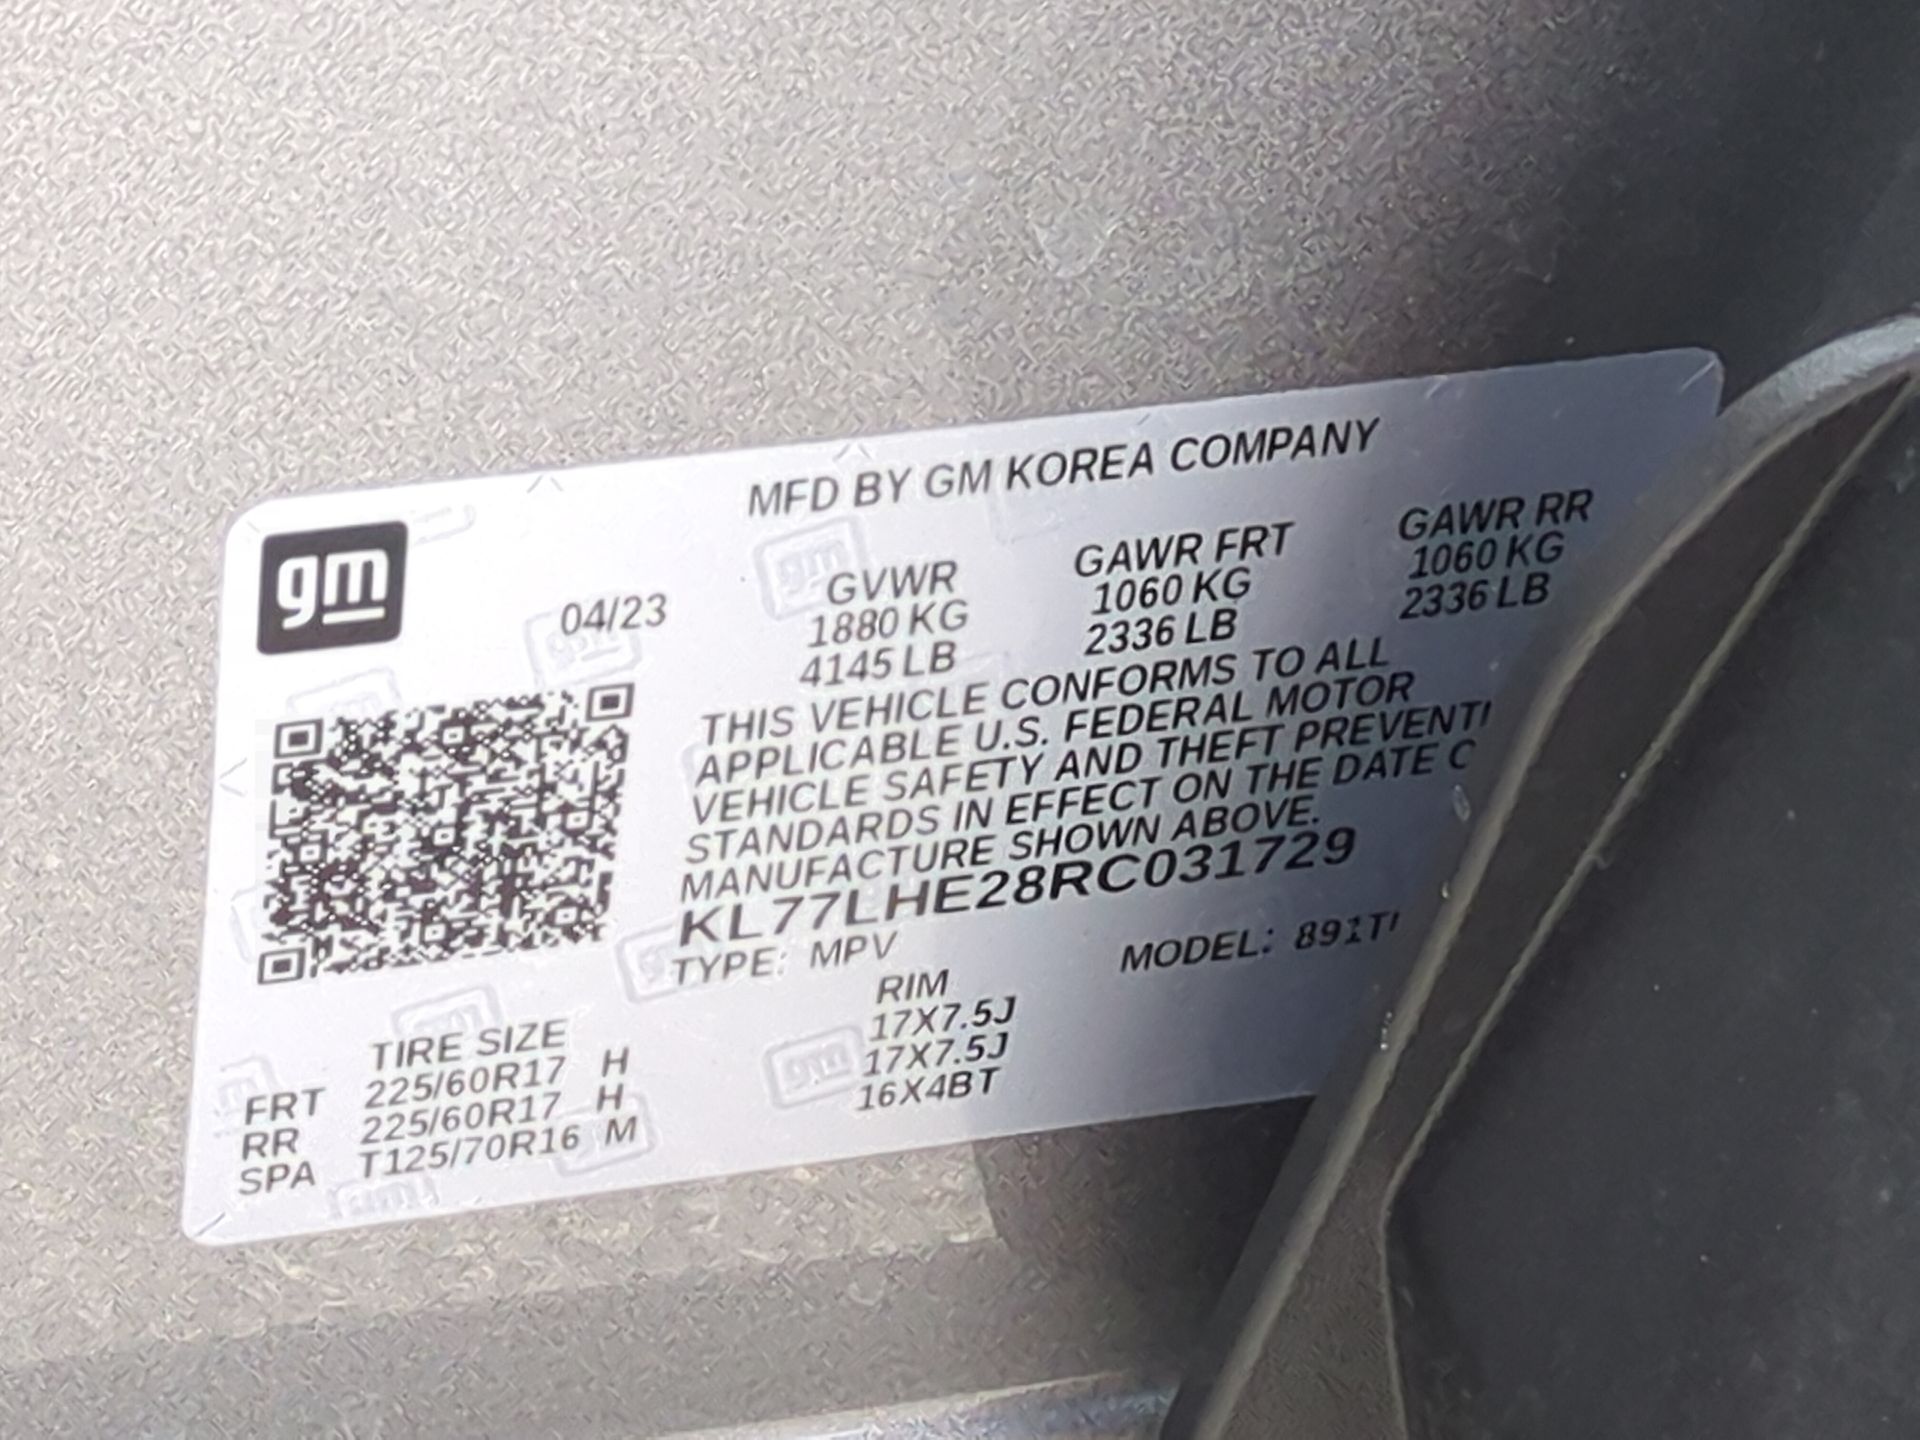 MFD BY GM KOREA COMPANY
gm
04/23
GVWR
1880 KG
4145 LB
GAWR FRT
1060 KG
2336 LB
GAWR RR
1060 KG
2336 LB
THIS VEHICLE CONFORMS TO ALL
APPLICABLE U.S. FEDERAL MOTOR
VEHICLE SAFETY AND THEFT PREVENTI
STANDARDS IN EFFECT ON THE DATE
MANUFACTURE SHOWN ABOVE.
KL77LHE28RC031729
TYPE: MPV
MODEL: 891T
TIRE SIZE
RIM
FRT 225/60R17 H 17X7.5J
RR 225/60R17 H 17X7.5J
SPA T125/70R16 M 16X4BT